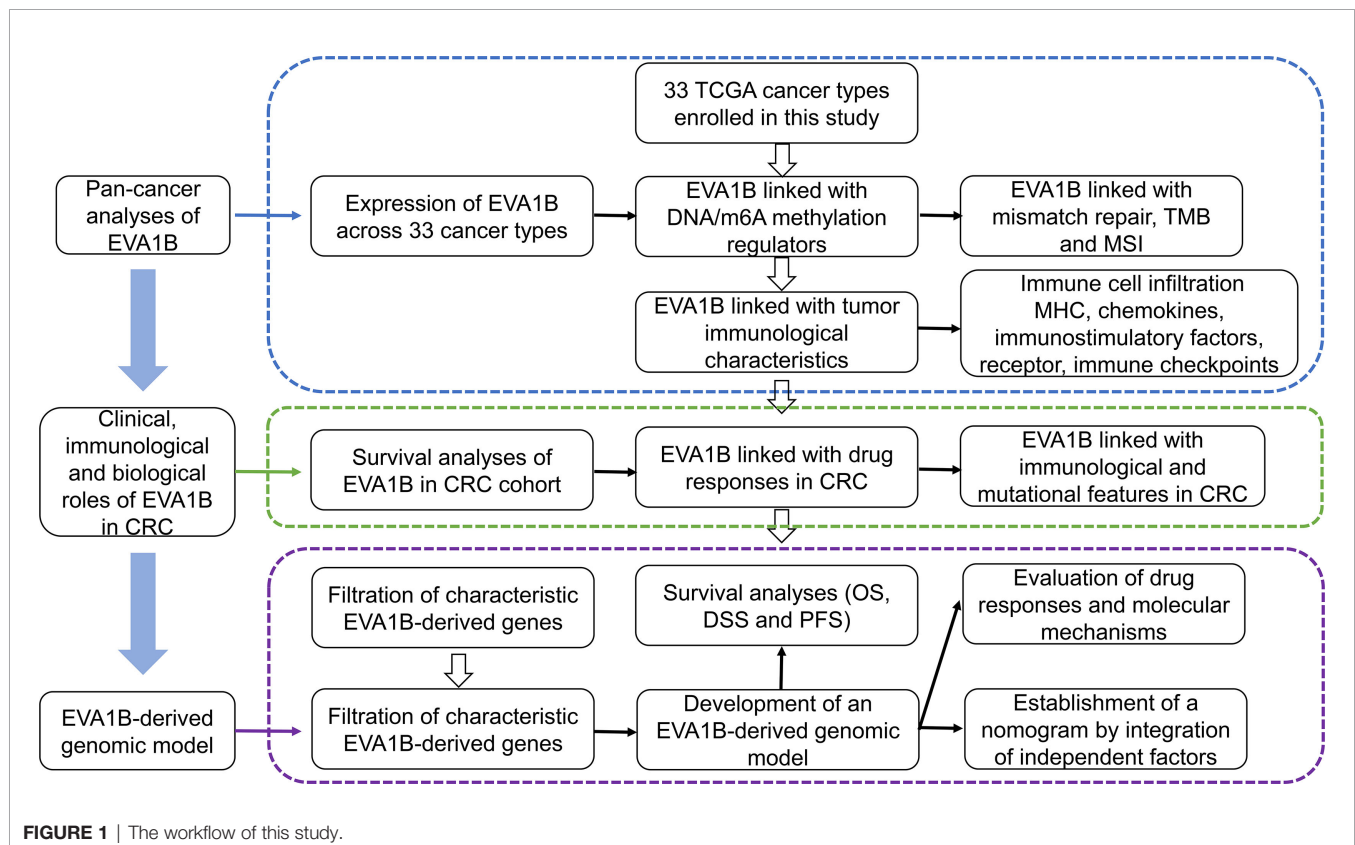 33 TCGA cancer types
enrolled in this study
Pan-cancer
analyses of
EVA1B
Expression of EVA1B
across 33 cancer types
EVA1B linked with
DNA/m6A methylation
regulators
EVA1B linked with
mismatch repair, TMB
and MSI
EVA1B linked with tumor
immunological
characteristics
Immune cell infiltration
MHC, chemokines,
immunostimulatory factors,
receptor, immune checkpoints
Clinical,
immunological
and biological
roles of EVA1B
in CRC
Survival analyses of
EVA1B in CRC cohort
EVA1B linked with drug
responses in CRC
EVA1B linked with
immunological and
mutational features in CRC
Filtration of characteristic
EVA1B-derived genes
Survival analyses (OS,
DSS and PFS)
Evaluation of drug
responses and molecular
mechanisms
EVA1B-derived
genomic model
Filtration of characteristic
EVA1B-derived genes
Development of an
EVA1B-derived genomic
model
Establishment of a
nomogram by integration
of independent factors
FIGURE 1 | The workflow of this study.